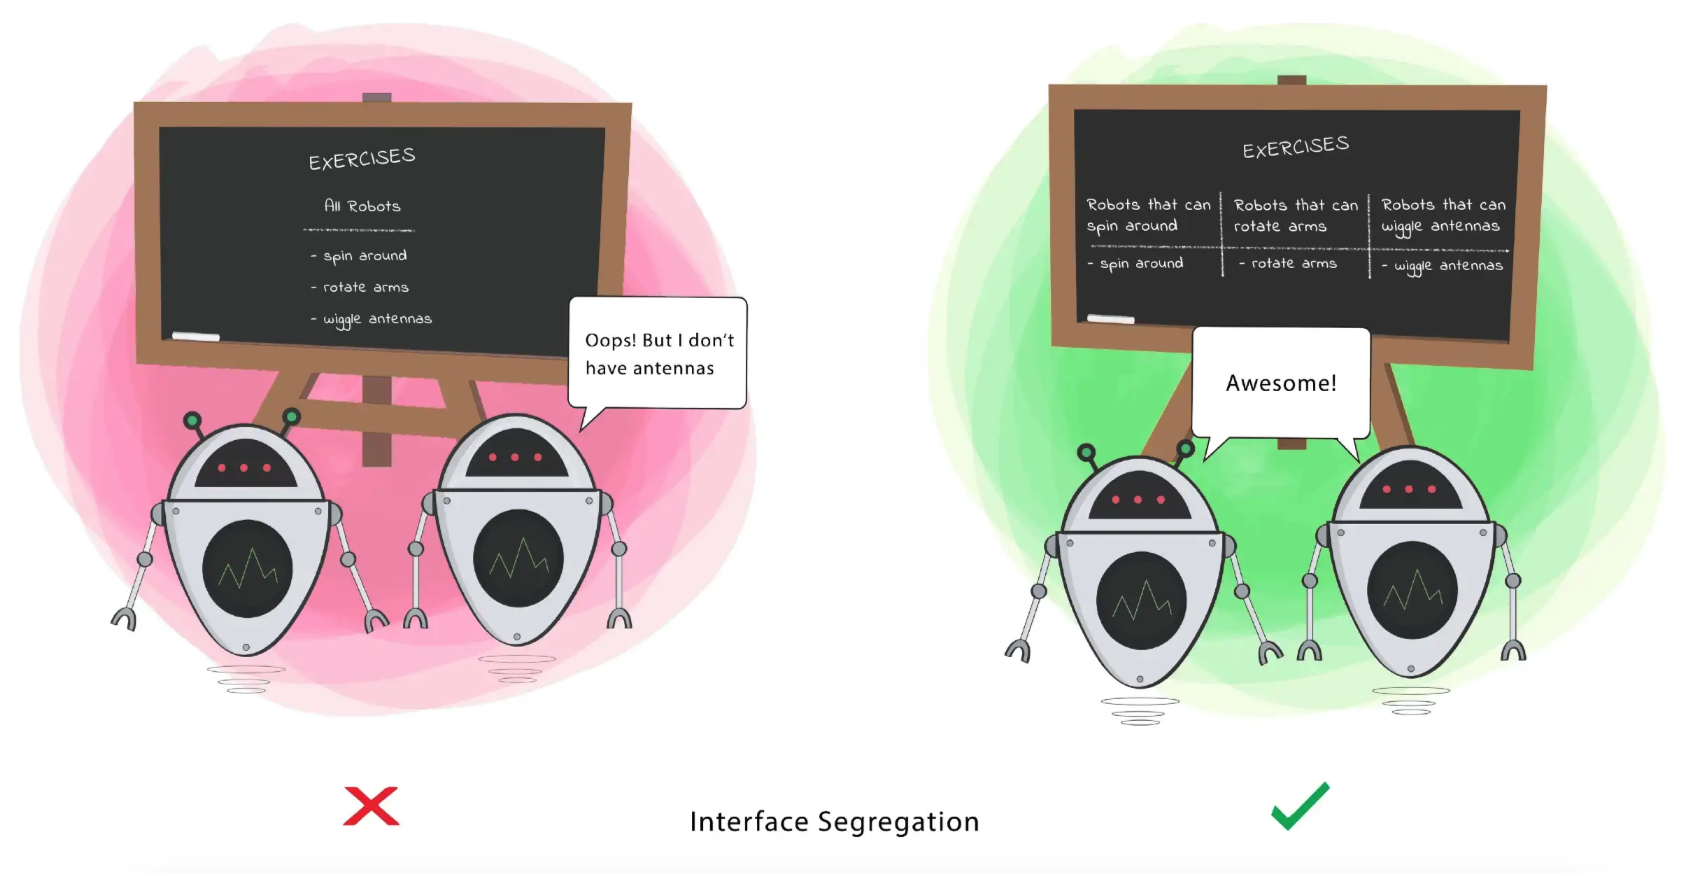 EXERCISES
All Robots
- spin around
- rotate arms
- wiggle antennas
Oops! But I don't
have antennas
EXERCISES
Robots that can
spin around
- spin around
Robots that can
rotate arms
- rotate arms
Robots that can
wiggle antennas
- wiggle antennas
Awesome!
Interface Segregation